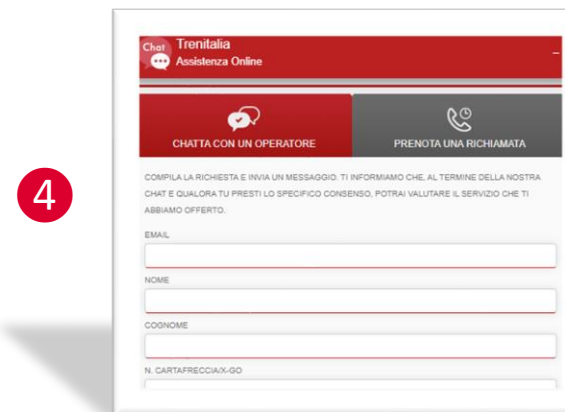 4
Chat
Trenitalia
Assistenza Online
CHATTA CON UN OPERATORE
PRENOTA UNA RICHIAMATA
COMPILA LA RICHIESTA E INVIA UN MESSAGGIO. TI INFORMIAMO CHE, AL TERMINE DELLA NOSTRA
CHAT E QUALORA TU PRESTI LO SPECIFICO CONSENSO, POTRAI VALUTARE IL SERVIZIO CHE TI
ABBIAMO OFFERTO.
EMAIL
NOME
COGNOME
N. CARTAFRECCIA/X-GO